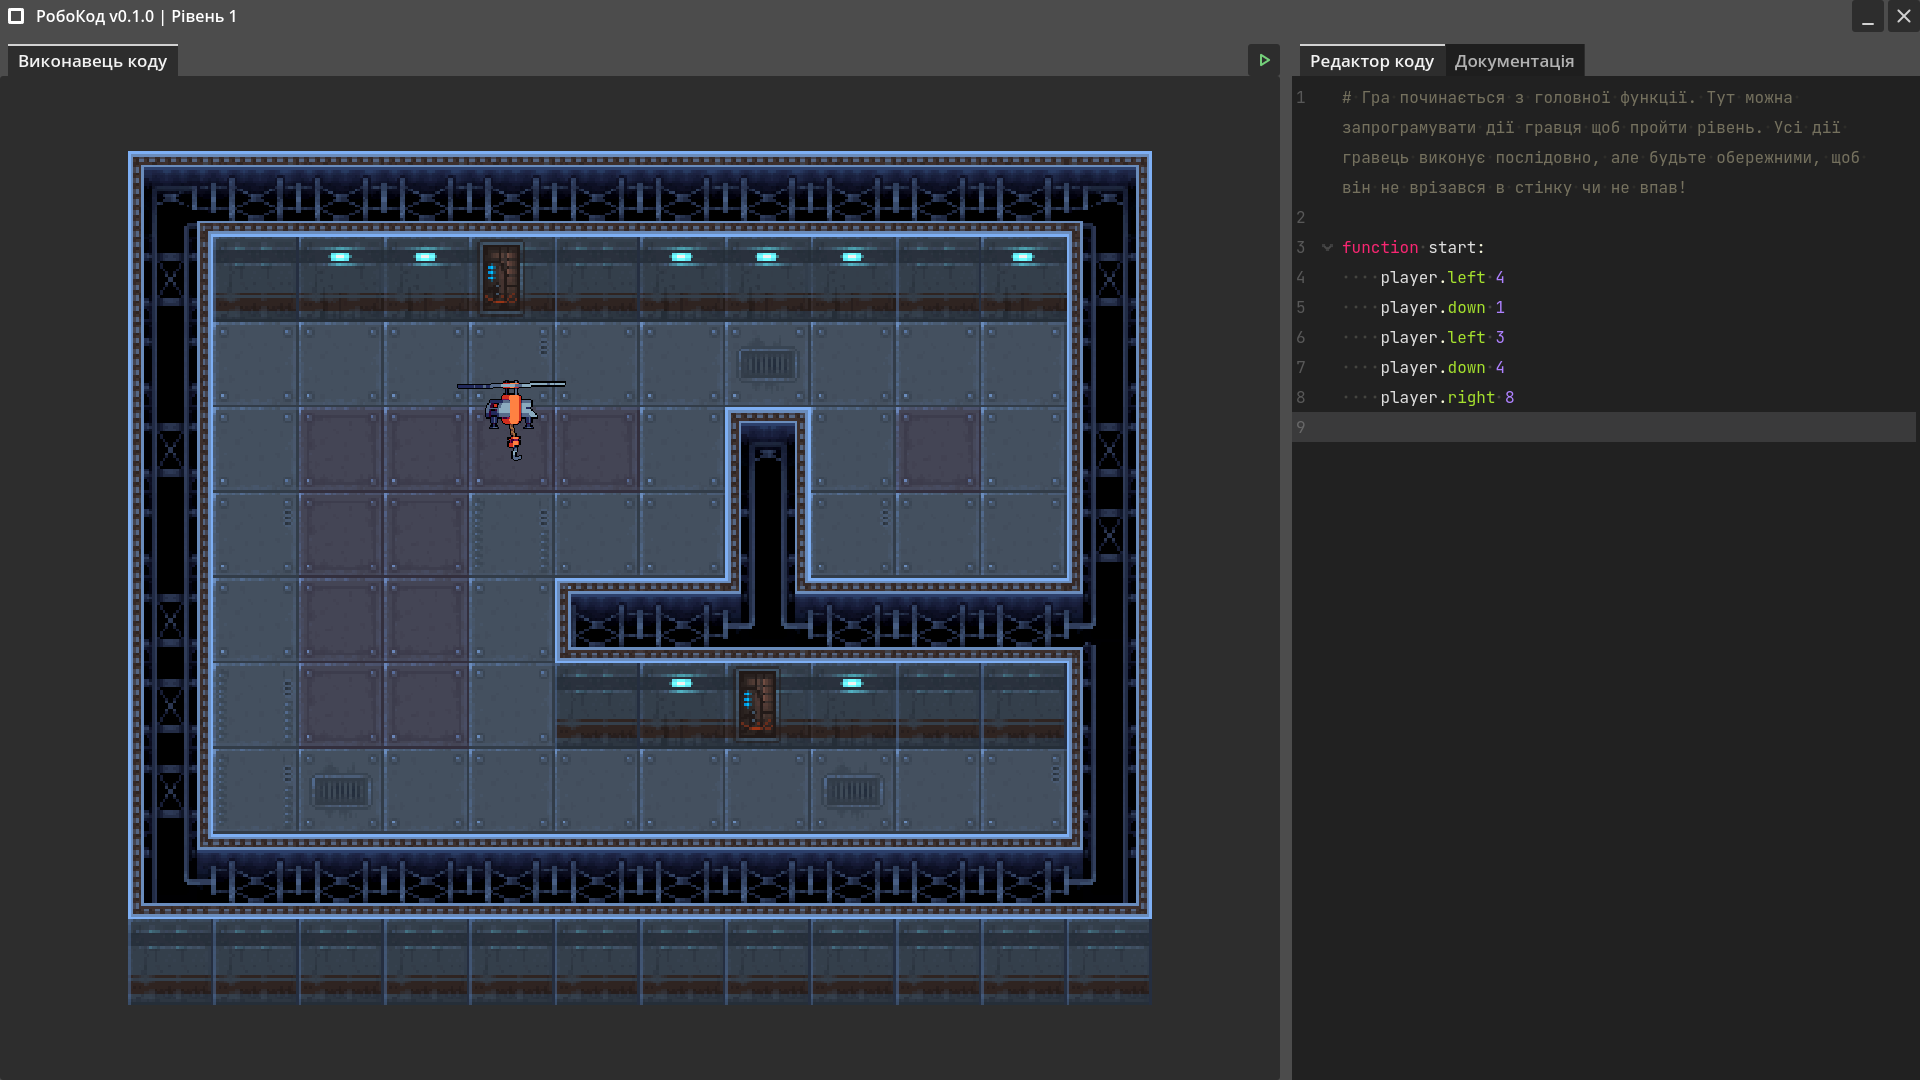 РобоКод v0.1.0 | Рівень 1
Виконавець коду
Редактор коду
Документація
1 # Гра починається з головної функції. Тут можна
запрограмувати дії гравця щоб пройти рівень. Усі дії
гравець виконує послідовно, але будьте обережними, щоб
він не врізався в стінку чи не впав!
2
3 function start:
4 player.left 4
5 player.down 1
6 player.left 3
7 player.down 4
8 player.right 8
9